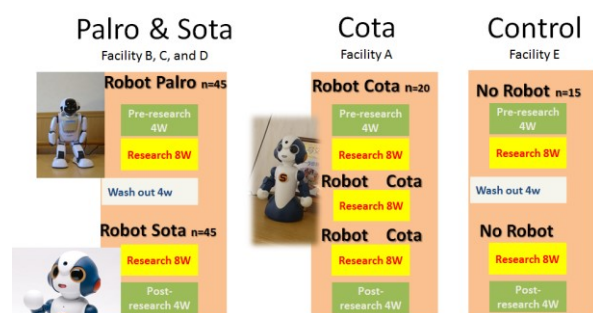 Palro & Sota
Facility B, C, and D
Robot Palro n=45
Pre-research
4W
Research 8W
Wash out 4w
Robot Sota n=45
Research 8W
Post-
research 4W
Cota
Facility A
Robot Cota n=20
Pre-research
4W
Research 8W
Robot Cota
Research 8W
Robot Cota
Research 8W
Post-
research 4W
Control
Facility E
No Robot n=15
Pre-research
4W
Research 8W
Wash out 4w
No Robot
Research 8W
Post-
research 4W